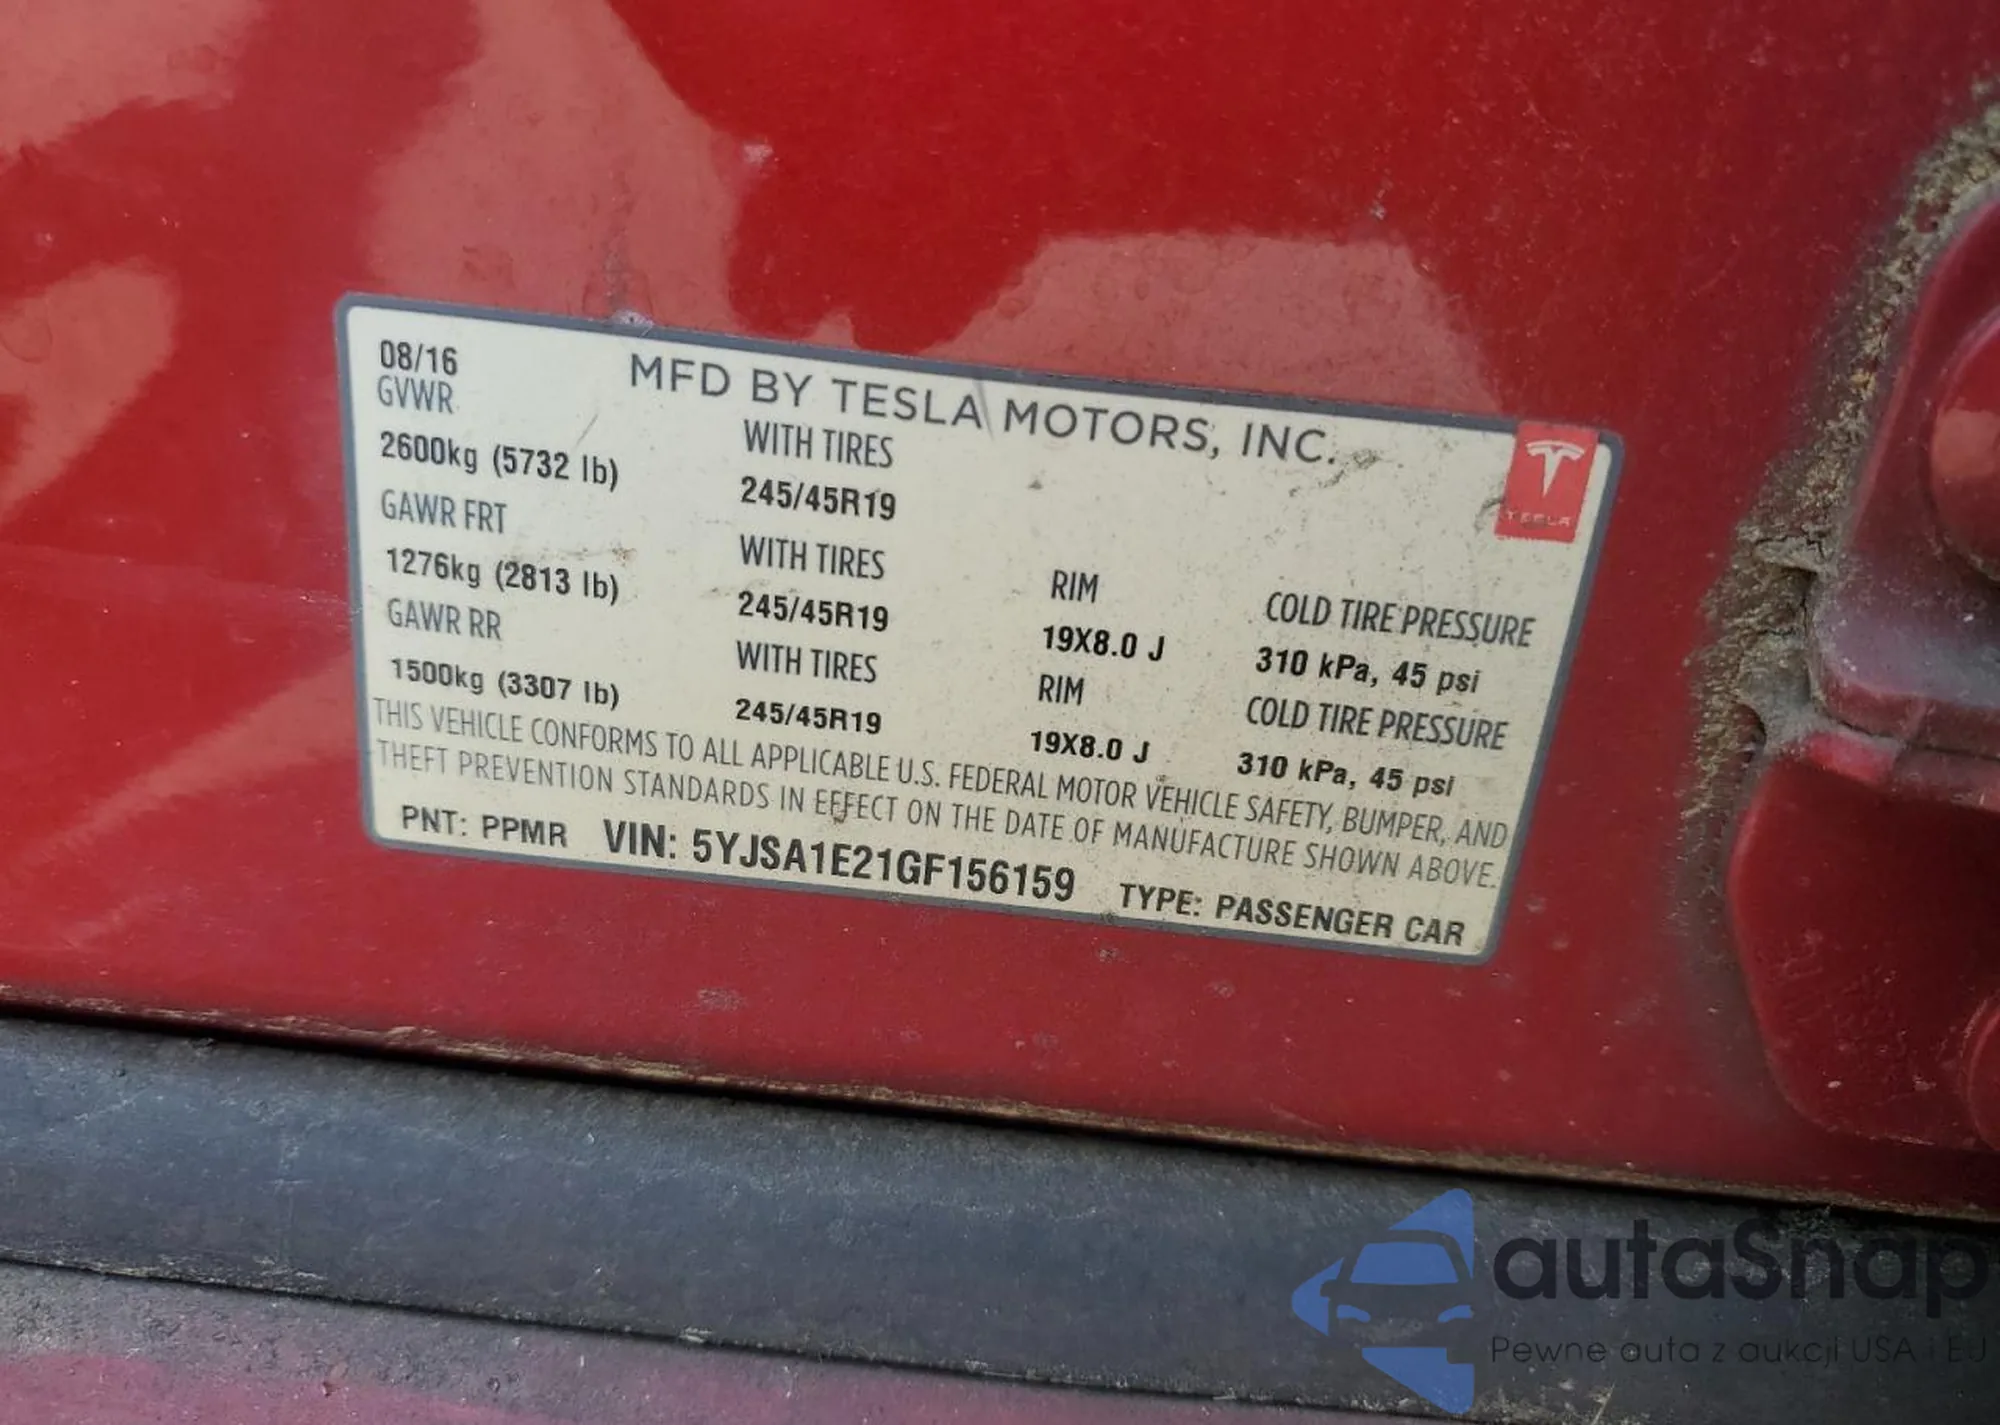 08/16
MFD BY TESLA MOTORS, INC.
GVWR
WITH TIRES
2600kg (5732 lb)
245/45R19
TESLA
GAWR FRT
WITH TIRES
RIM
COLD TIRE PRESSURE
1276kg (2813 lb)
245/45R19
19X8.0 J
310 kPa, 45 psi
GAWR RR
WITH TIRES
RIM
COLD TIRE PRESSURE
1500kg (3307 lb)
245/45R19
19X8.0 J
310 kPa, 45 psi
THIS VEHICLE CONFORMS TO ALL APPLICABLE U.S. FEDERAL MOTOR VEHICLE SAFETY, BUMPER, AND
THEFT PREVENTION STANDARDS IN EFFECT ON THE DATE OF MANUFACTURE SHOWN ABOVE.
PNT: PPMR VIN: 5YJSA1E21GF156159 TYPE: PASSENGER CAR
autaSnap
Pewne auta z aukcji USA i EU